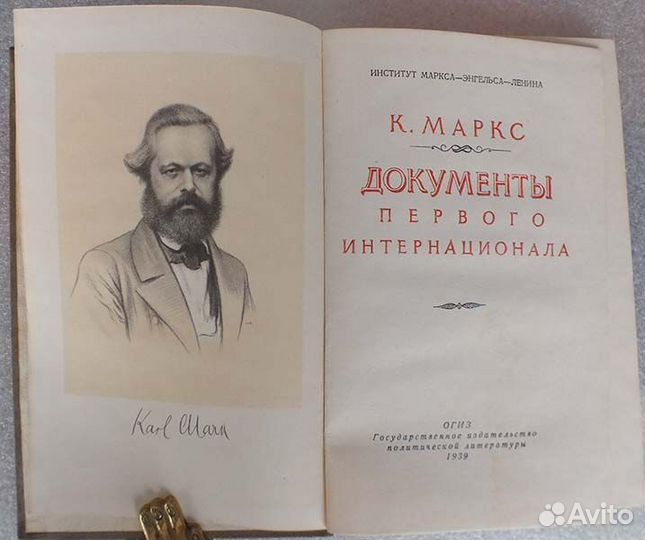 Karl Marx
ИНСТИТУТ МАРКСА—ЭНГЕЛЬСА—ЛЕНИНА
К. МАРКС
ДОКУМЕНТЫ
ПЕРВОГО
ИНТЕРНАЦИОНАЛА
ОГИЗ
Государственное издательство
политической литературы
1939
Avito